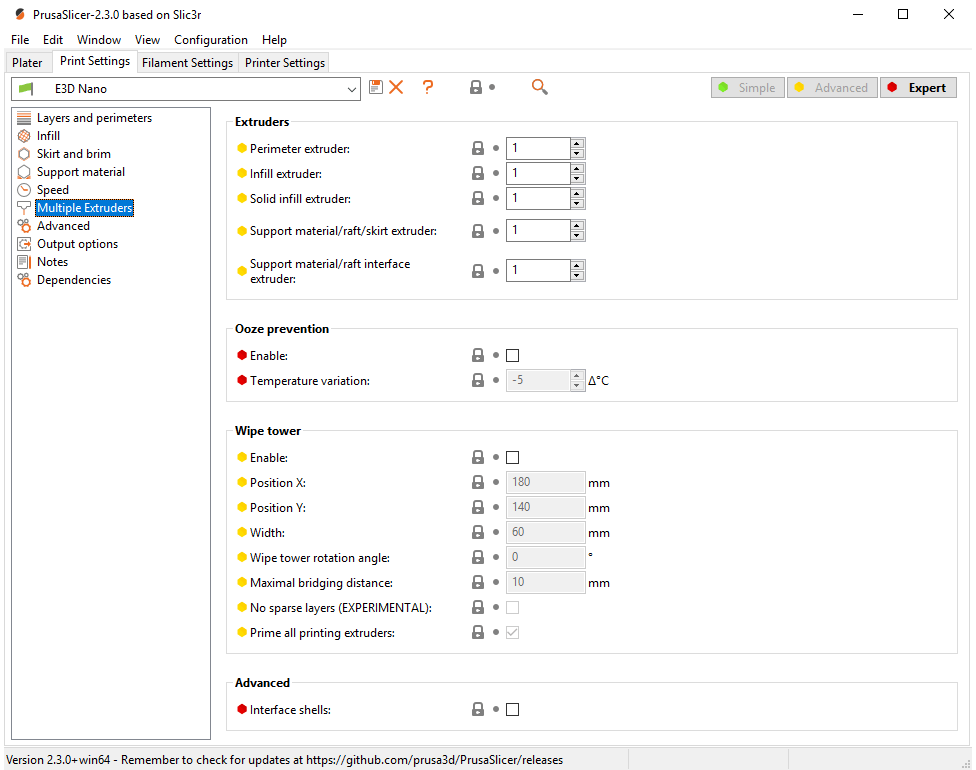 PrusaSlicer-2.3.0 based on Slic3r
File Edit Window View Configuration Help
Plater Print Settings Filament Settings Printer Settings
E3D Nano ? Simple Advanced Expert
Layers and perimeters
Infill
Skirt and brim
Support material
Speed
Multiple Extruders
Advanced
Output options
Notes
Dependencies
Extruders
Perimeter extruder: 1
Infill extruder: 1
Solid infill extruder: 1
Support material/raft/skirt extruder: 1
Support material/raft interface
extruder: 1
Ooze prevention
Enable:
Temperature variation: -5 Δ°C
Wipe tower
Enable:
Position X: 180 mm
Position Y: 140 mm
Width: 60 mm
Wipe tower rotation angle: 0 °
Maximal bridging distance: 10 mm
No sparse layers (EXPERIMENTAL):
Prime all printing extruders:
Advanced
Interface shells:
Version 2.3.0+win64 - Remember to check for updates at https://github.com/prusa3d/PrusaSlicer/releases